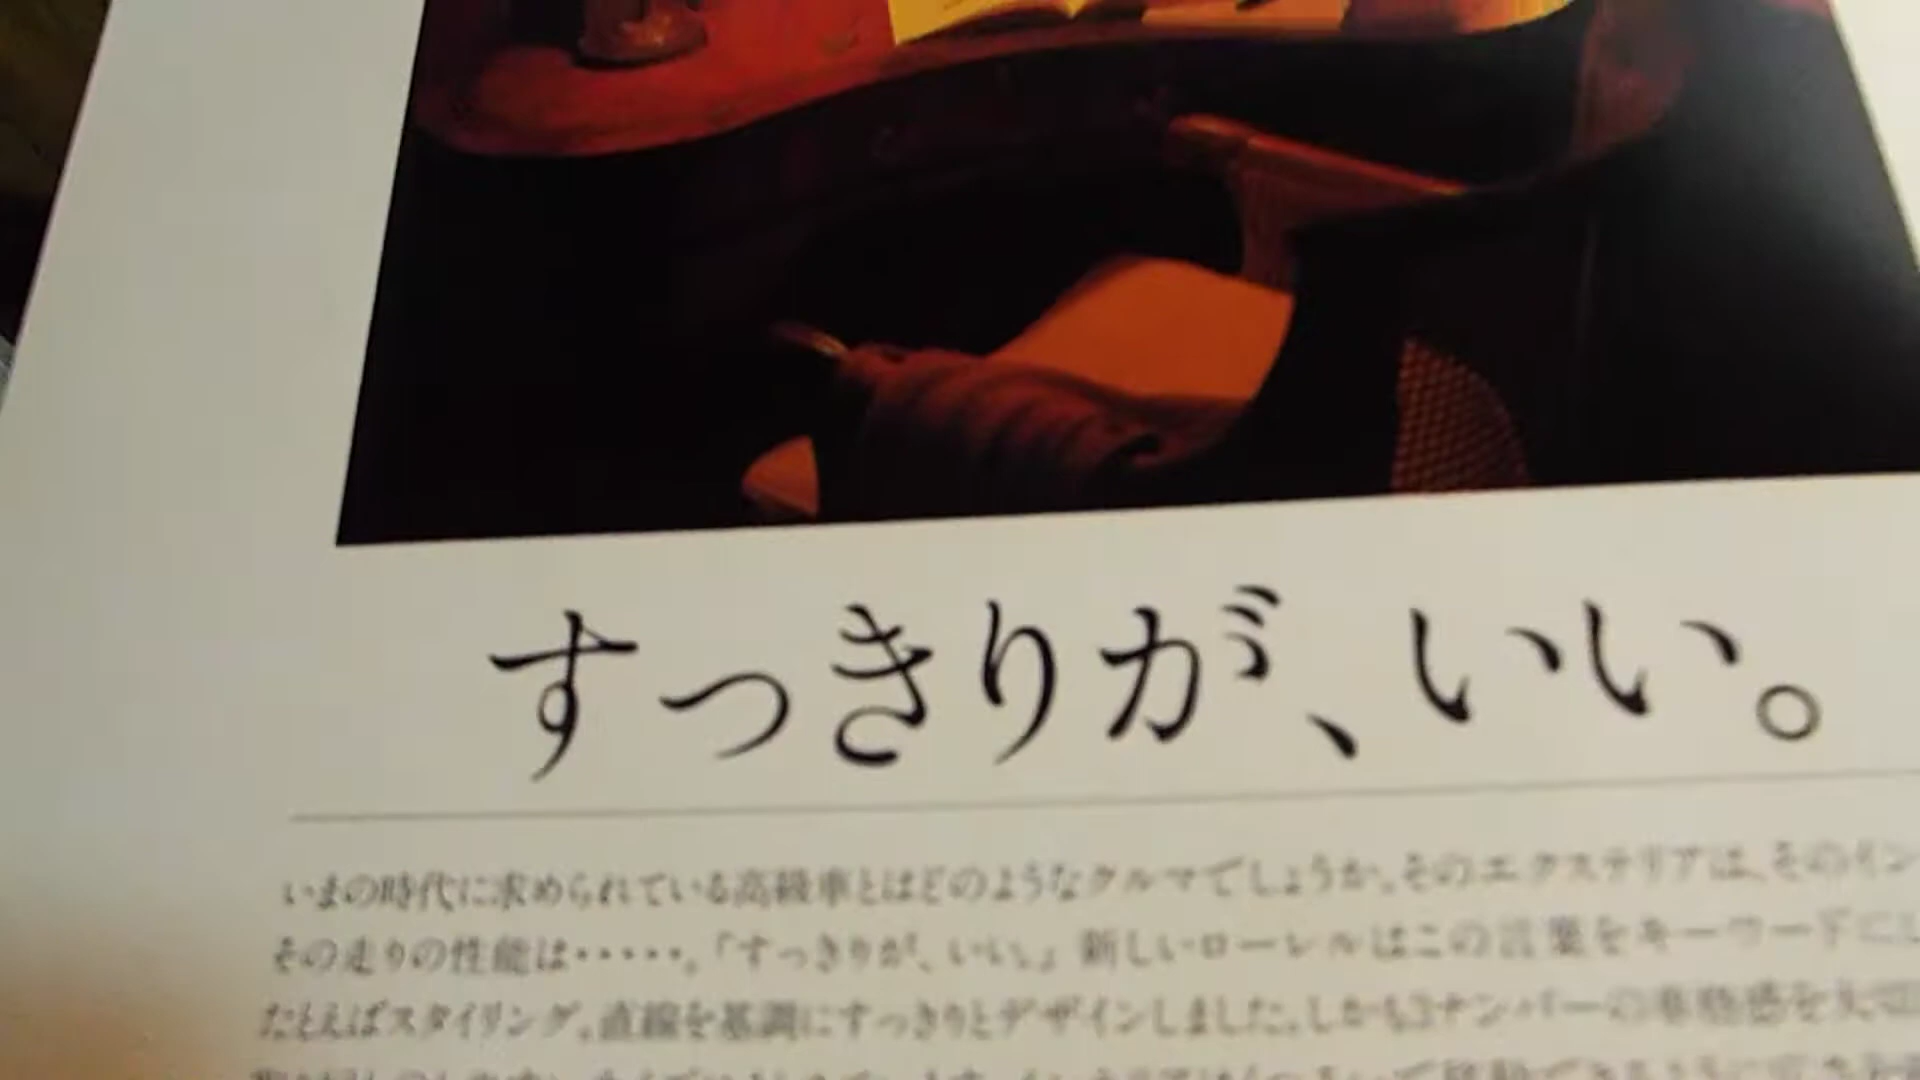 すっきりが、いい。
いまの時代に求められている高級車とはどのようなクルマでしょうか。そのエクステリアは、そのイン
その走りの性能は・・・・・。「すっきりが、いい。」新しいローレルはこの言葉をキーワードにし
たとえばスタイリング。直線を基調にすっきりとデザインしました。しかも3ナンバーの